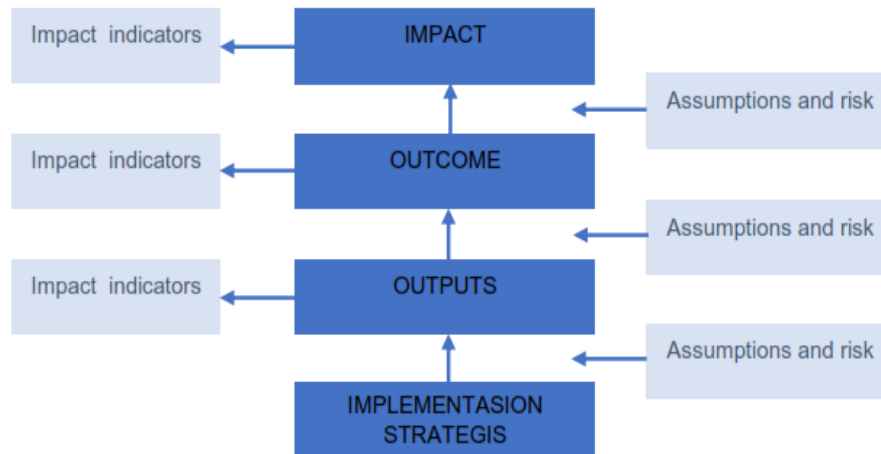 Impact indicators
IMPACT
Assumptions and risk
Impact indicators
OUTCOME
Assumptions and risk
Impact indicators
OUTPUTS
Assumptions and risk
IMPLEMENTASION
STRATEGIS